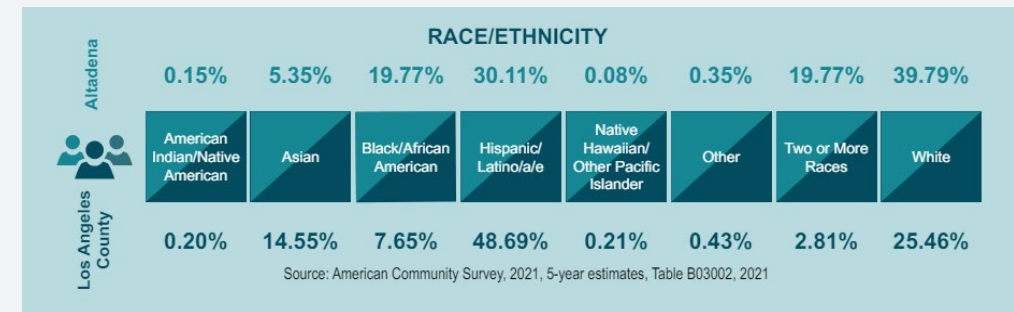 RACE/ETHNICITY
Altadena
0.15% 5.35% 19.77% 30.11% 0.08% 0.35% 19.77% 39.79%
American
Indian/Native
American
Asian
Black/African
American
Hispanic/
Latino/a/e
Native
Hawaiian/
Other Pacific
Islander
Other
Two or More
Races
White
Los Angeles
County
0.20% 14.55% 7.65% 48.69% 0.21% 0.43% 2.81% 25.46%
Source: American Community Survey, 2021, 5-year estimates, Table B03002, 2021